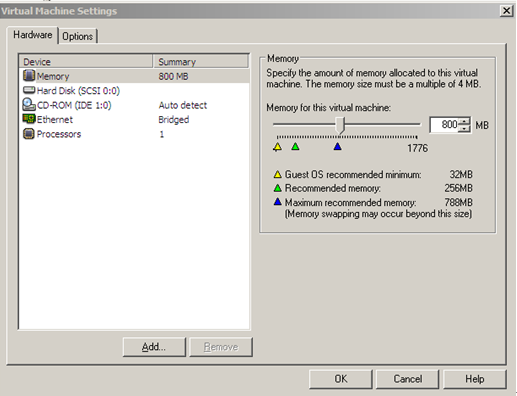 Virtual Machine Settings
Hardware Options
Device Summary
Memory 800 MB
Hard Disk (SCSI 0:0)
CD-ROM (IDE 1:0) Auto detect
Ethernet Bridged
Processors 1
Add...
Remove
Memory
Specify the amount of memory allocated to this virtual
machine. The memory size must be a multiple of 4 MB.
Memory for this virtual machine:
800 MB
1776
Guest OS recommended minimum: 32MB
Recommended memory: 256MB
Maximum recommended memory: 788MB
(Memory swapping may occur beyond this size)
OK Cancel Help